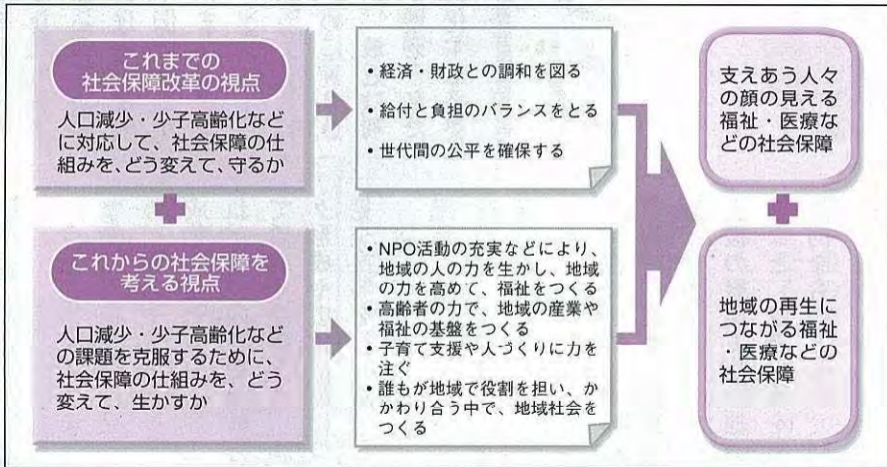 これまでの
社会保障改革の視点
人口減少・少子高齢化など
に対応して、社会保障の仕
組みを、どう変えて、守るか
・経済・財政との調和を図る
・給付と負担のバランスをとる
・世代間の公平を確保する
これからの社会保障を
考える視点
人口減少・少子高齢化など
の課題を克服するために、
社会保障の仕組みを、どう
変えて、生かすか
・NPO活動の充実などにより、
地域の人の力を生かし、地域
の力を高めて、福祉をつくる
・高齢者の力で、地域の産業や
福祉の基盤をつくる
・子育て支援や人づくりに力を
注ぐ
・誰もが地域で役割を担い、か
かわり合う中で、地域社会を
つくる
支えあう人々
の顔の見える
福祉・医療な
どの社会保障
地域の再生に
つながる福祉
・医療などの
社会保障